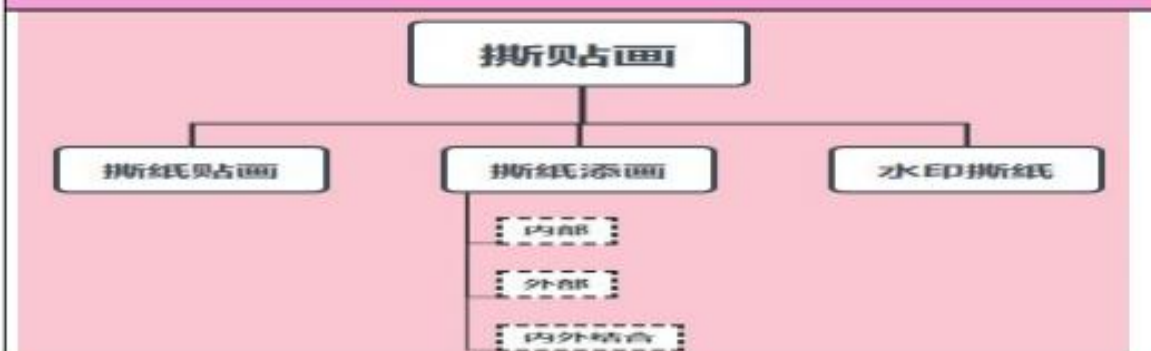 撕贴画
撕纸贴画
撕纸添画
水印撕纸
内部
外部
内外结合